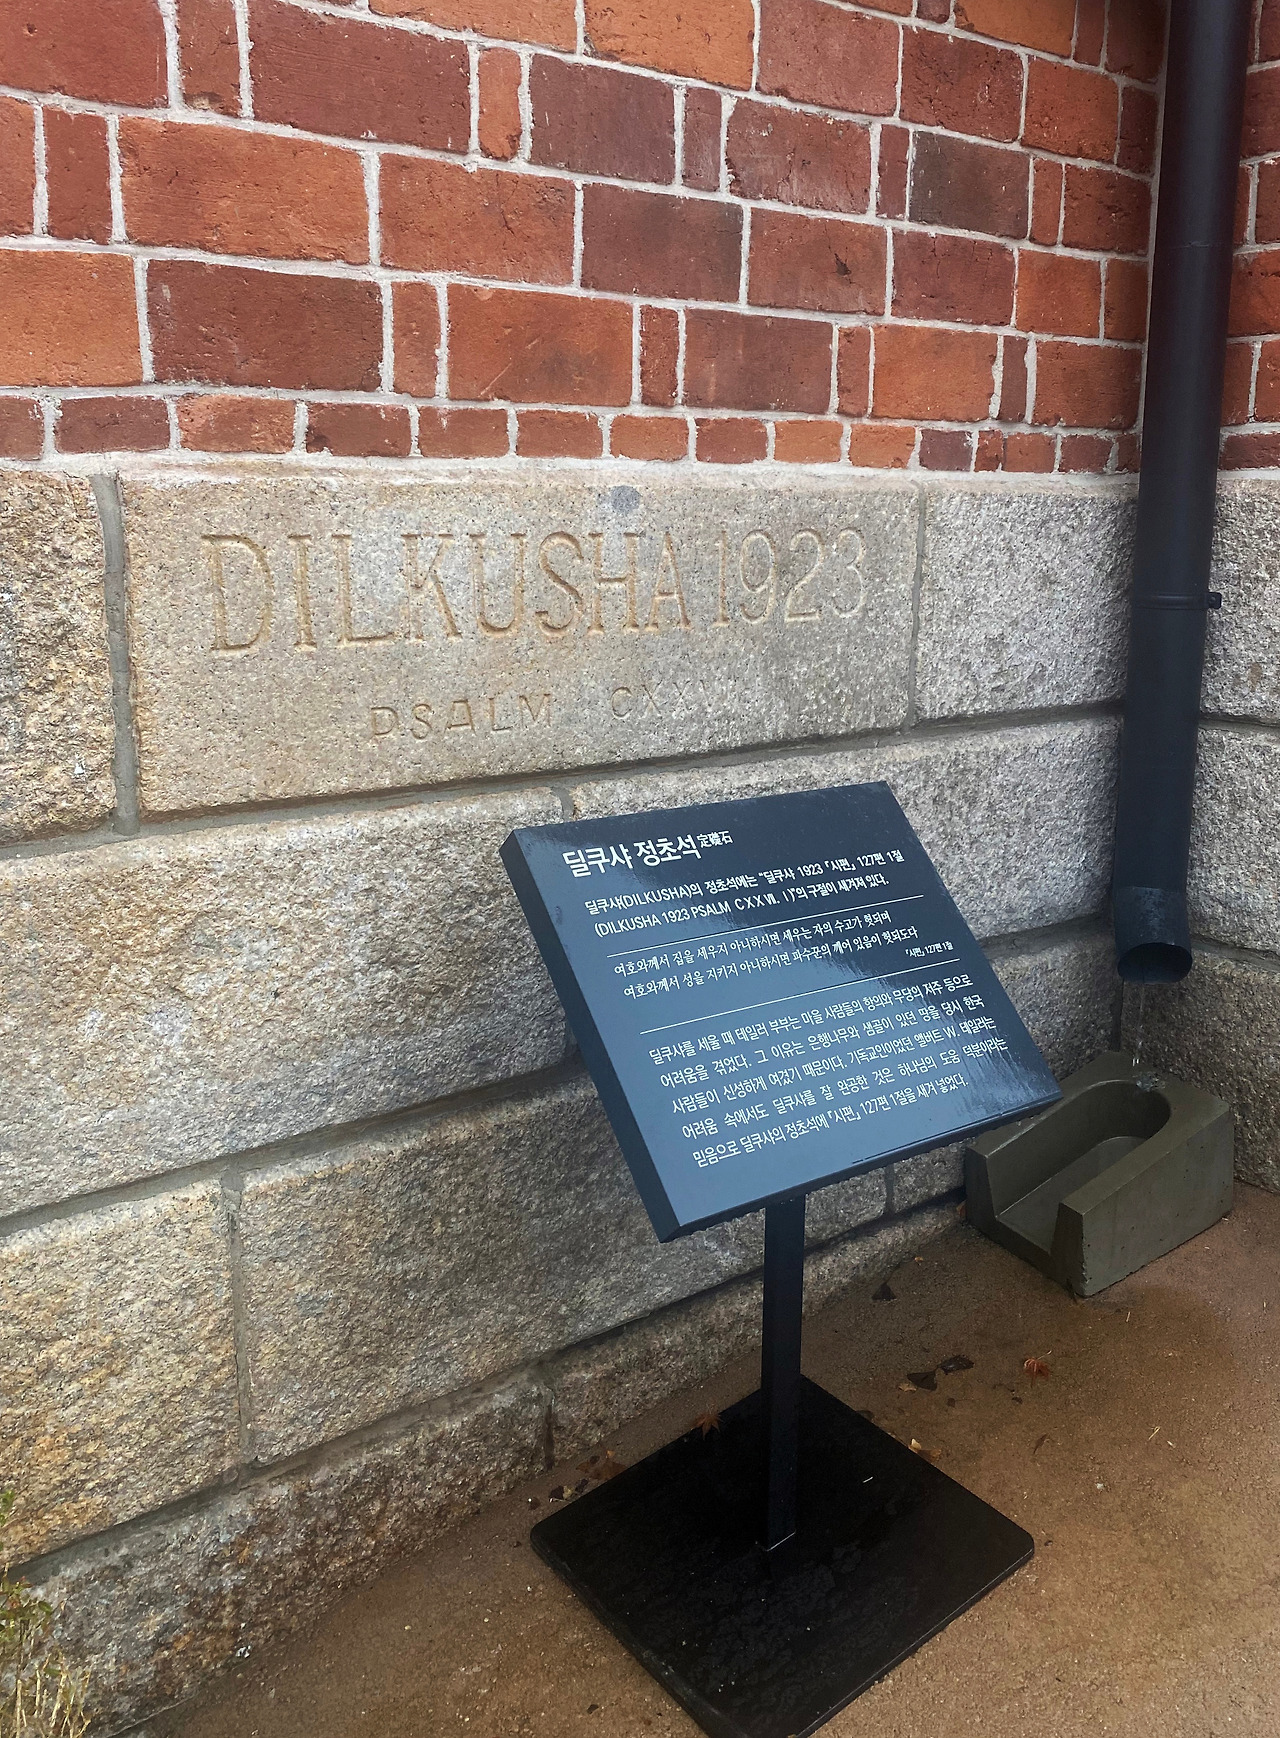 DILKUSHA 1923
PSALM CXXV
딜쿠샤 정초석 定礎石
딜쿠샤(DILKUSHA)의 정초석에는 "딜쿠샤 1923 「시편」 127편 1절
(DILKUSHA 1923 PSALM CXXⅦ. I)"의 구절이 새겨져 있다.
여호와께서 집을 세우지 아니하시면 세우는 자의 수고가 헛되며
여호와께서 성을 지키지 아니하시면 파수꾼의 깨어 있음이 헛되도다
「시편」 127편 1절
딜쿠샤를 세울 때 테일러 부부는 마을 사람들의 항의와 무당의 저주 등으로
어려움을 겪었다. 그 이유는 은행나무와 샘골이 있던 땅을 당시 한국
사람들이 신성하게 여겼기 때문이다. 기독교인이었던 앨버트 W. 테일러는
어려움 속에서도 딜쿠샤를 잘 완공한 것은 하나님의 도움 덕분이라는
믿음으로 딜쿠샤의 정초석에 「시편」 127편 1절을 새겨 넣었다.